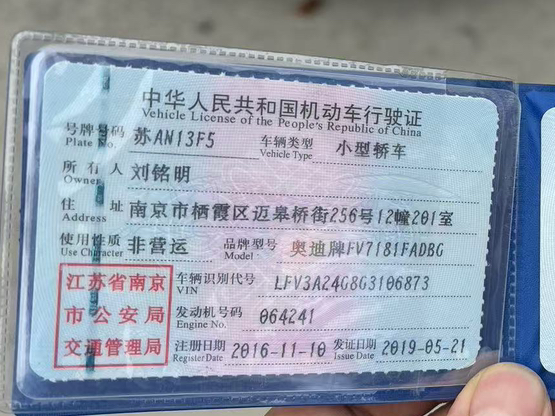 中华人民共和国机动车行驶证
Vehicle License of the People's Republic of China
号牌号码 苏AN13F5 车辆类型 小型轿车
Plate No. Vehicle Type
所有人 刘铭明
Owner
住址 南京市栖霞区迈皋桥街256号12幢201室
Address
使用性质 非营运 品牌型号 奥迪牌FV7181FADBG
Use Character Model
江苏省南京
市公安局
交通管理局
车辆识别代号 LFV3A24G8G3106873
VIN
发动机号码 064241
Engine No.
注册日期 2016-11-10 发证日期 2019-05-21
Register Date Issue Date